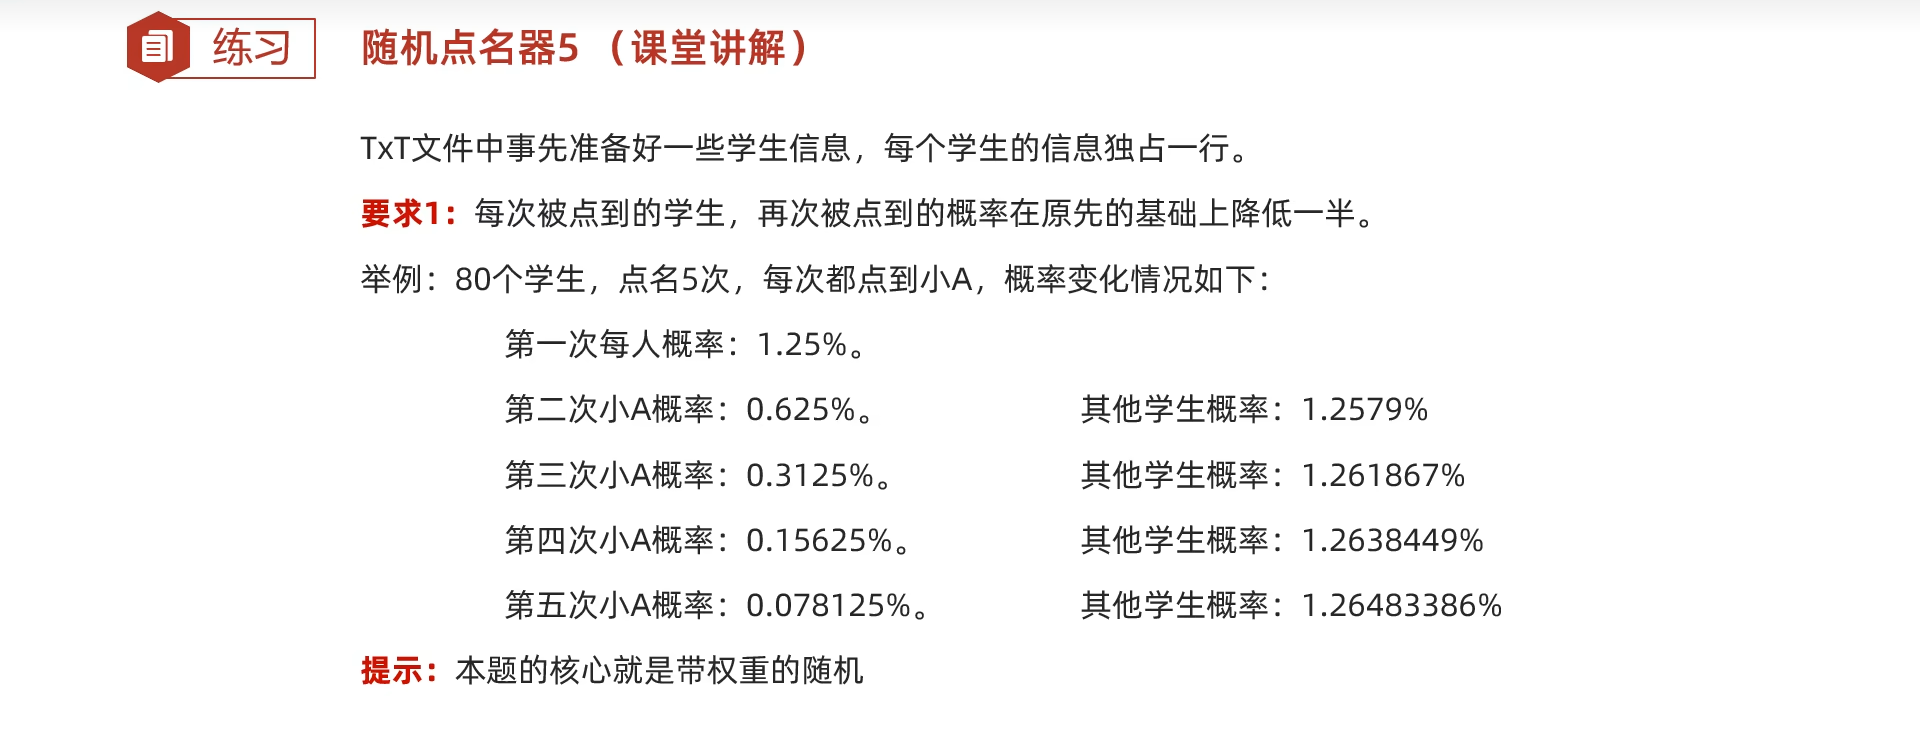 练习
随机点名器5 （课堂讲解）
TxT文件中事先准备好一些学生信息，每个学生的信息独占一行。
要求1：每次被点到的学生，再次被点到的概率在原先的基础上降低一半。
举例：80个学生，点名5次，每次都点到小A，概率变化情况如下：
第一次每人概率：1.25%。
第二次小A概率：0.625%。 其他学生概率：1.2579%
第三次小A概率：0.3125%。 其他学生概率：1.261867%
第四次小A概率：0.15625%。 其他学生概率：1.2638449%
第五次小A概率：0.078125%。 其他学生概率：1.26483386%
提示：本题的核心就是带权重的随机